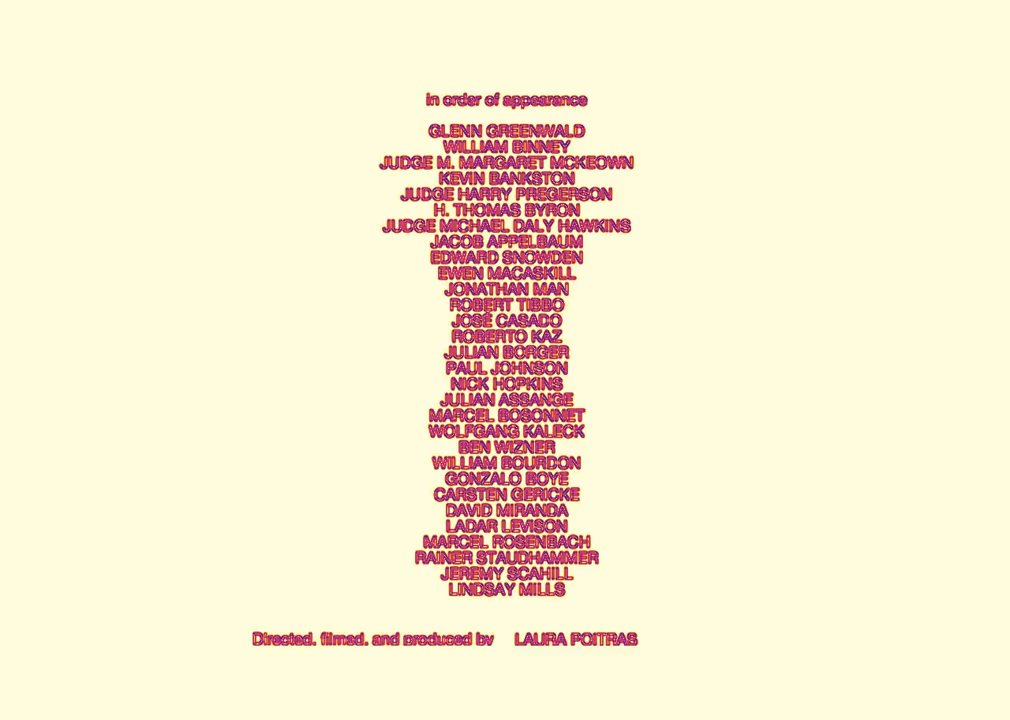 in order of appearance
GLENN GREENWALD
WILLIAM BINNEY
JUDGE M. MARGARET MCKEOWN
KEVIN BANKSTON
JUDGE HARRY PREGERSON
H. THOMAS BYRON
JUDGE MICHAEL DALY HAWKINS
JACOB APPELBAUM
EDWARD SNOWDEN
EWEN MACASKILL
JONATHAN MAN
ROBERT TIBBO
JOSÉ CASADO
ROBERTO KAZ
JULIAN BORGER
PAUL JOHNSON
NICK HOPKINS
JULIAN ASSANGE
MARCEL BOSONNET
WOLFGANG KALECK
BEN WIZNER
WILLIAM BOURDON
GONZALO BOYE
CARSTEN GERICKE
DAVID MIRANDA
LADAR LEVISON
MARCEL ROSENBACH
RAINER STAUDHAMMER
JEREMY SCAHILL
LINDSAY MILLS
Directed, filmed, and produced by LAURA POITRAS